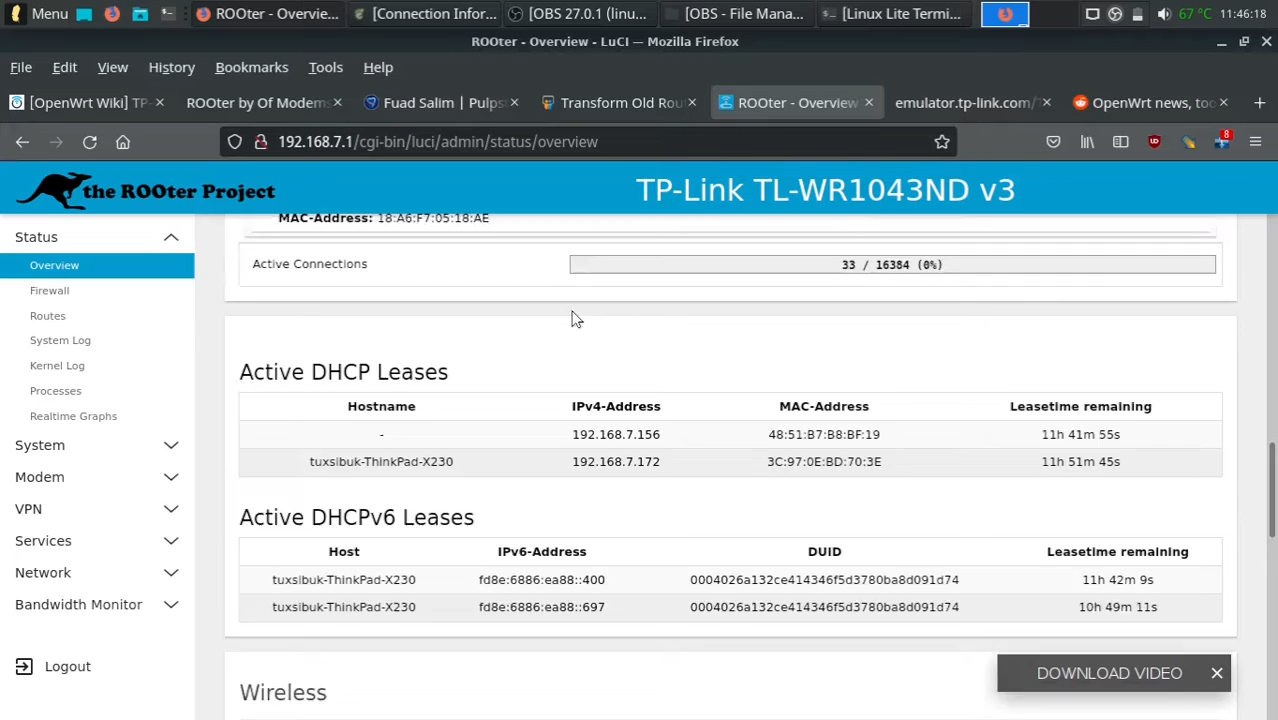 Menu
ROOter - Overvie...
[Connection Infor...
[OBS 27.0.1 (linu...
[OBS - File Mana...
[Linux Lite Termi...
67 °C
11:46:18
ROOter - Overview - LuCI — Mozilla Firefox
File Edit View History Bookmarks Tools Help
[OpenWrt Wiki] TP-
ROOter by Of Modems
Fuad Salim | Pulpst
Transform Old Rou
ROOter - Overview
emulator.tp-link.com/
OpenWrt news, too
192.168.7.1/cgi-bin/luci/admin/status/overview
8
the ROOter Project
TP-Link TL-WR1043ND v3
Status
Overview
Firewall
Routes
System Log
Kernel Log
Processes
Realtime Graphs
System
Modem
VPN
Services
Network
Bandwidth Monitor
Logout
MAC-Address: 18:A6:F7:05:18:AE
Active Connections 33 / 16384 (0%)
Active DHCP Leases
Hostname IPv4-Address MAC-Address Leasetime remaining
- 192.168.7.156 48:51:B7:B8:BF:19 11h 41m 55s
tuxsibuk-ThinkPad-X230 192.168.7.172 3C:97:0E:BD:70:3E 11h 51m 45s
Active DHCPv6 Leases
Host IPv6-Address DUID Leasetime remaining
tuxsibuk-ThinkPad-X230 fd8e:6886:ea88::400 0004026a132ce414346f5d3780ba8d091d74 11h 42m 9s
tuxsibuk-ThinkPad-X230 fd8e:6886:ea88::697 0004026a132ce414346f5d3780ba8d091d74 10h 49m 11s
Wireless
DOWNLOAD VIDEO